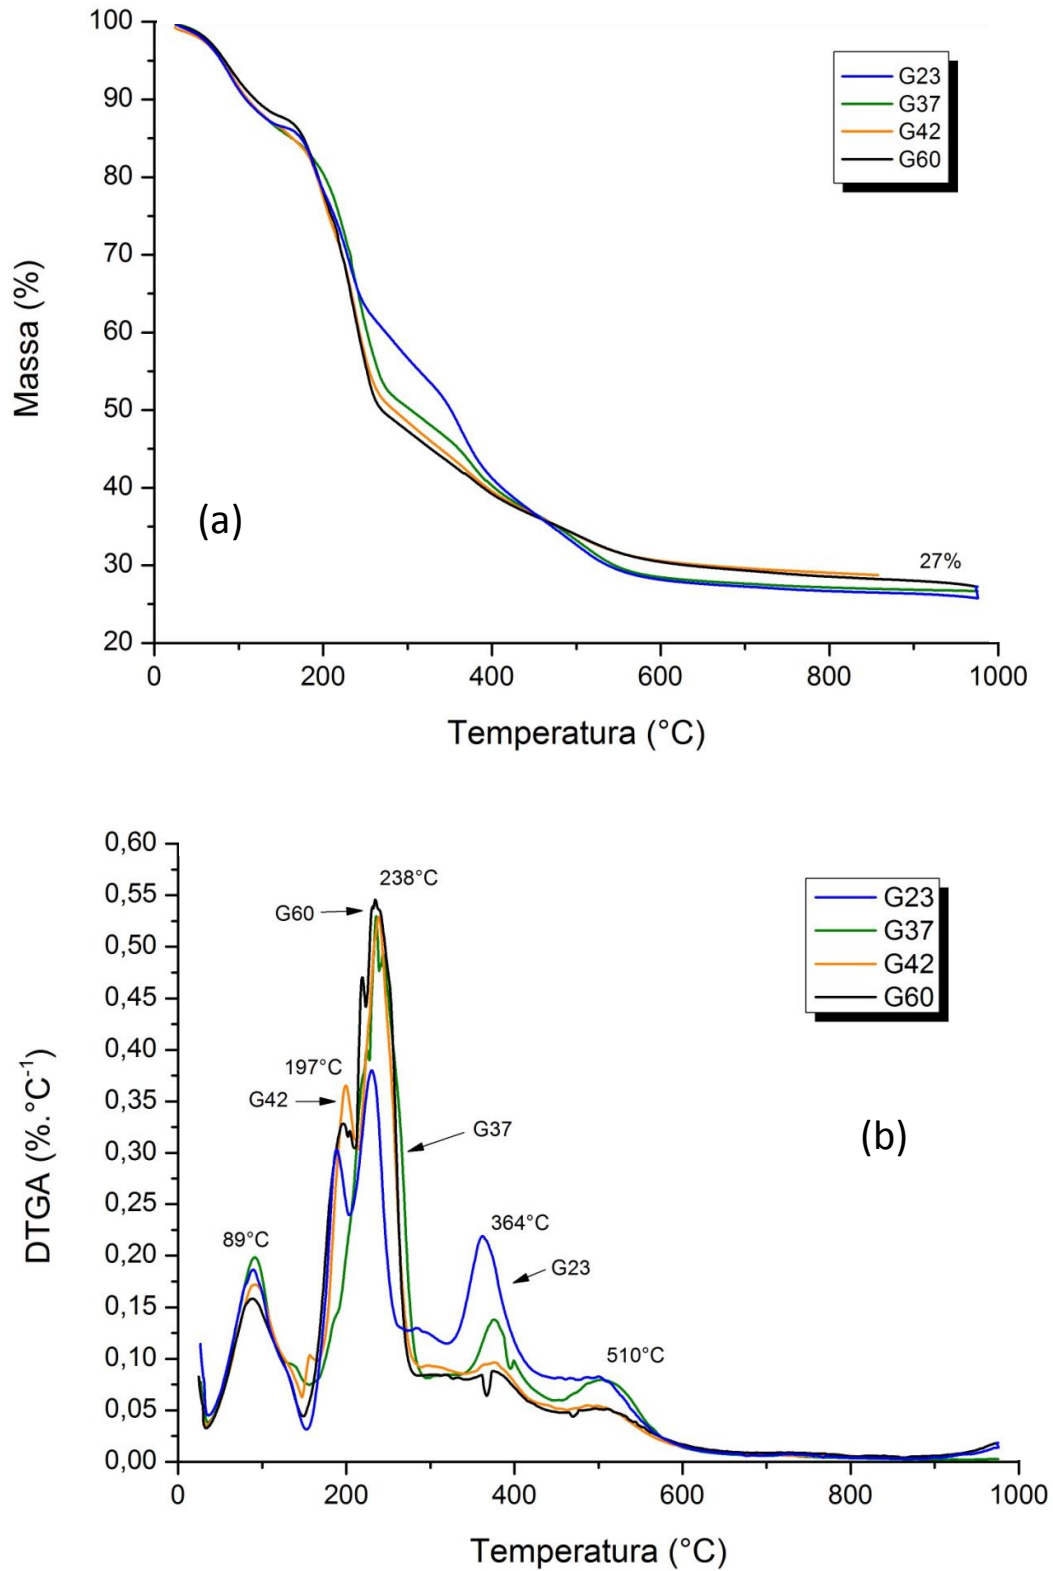 100
90
80
70
60
50
40
30
20
Massa (%)
G23
G37
G42
G60
(a)
27%
0
200
400
600
800
1000
Temperatura (°C)
0,60
0,55
0,50
0,45
0,40
0,35
0,30
0,25
0,20
0,15
0,10
0,05
0,00
DTGA (%.°C⁻¹)
238°C
G60
197°C
G42
G37
89°C
364°C
G23
510°C
G23
G37
G42
G60
(b)
0
200
400
600
800
1000
Temperatura (°C)